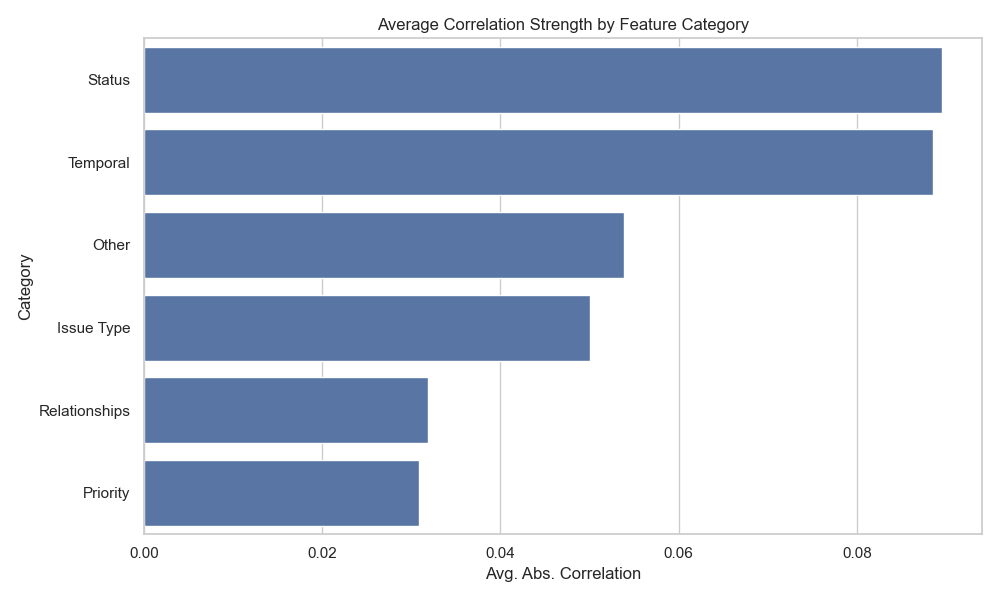 Average Correlation Strength by Feature Category
Status
Temporal
Other
Issue Type
Relationships
Priority
Category
0.00 0.02 0.04 0.06 0.08
Avg. Abs. Correlation